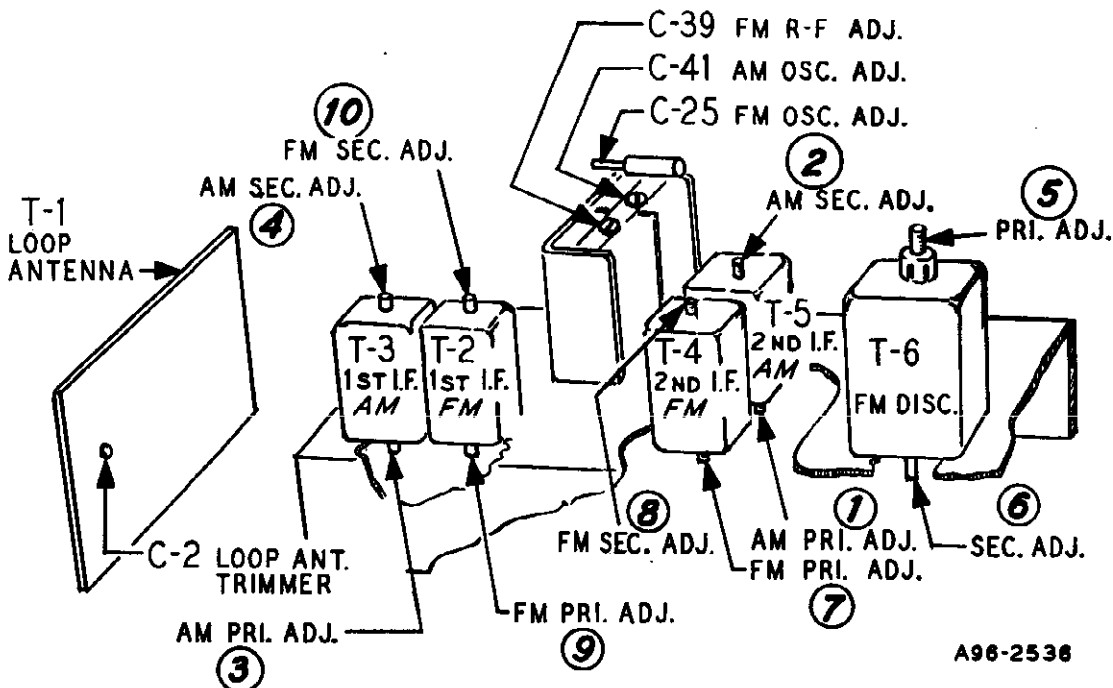 C-39 FM R-F ADJ.
C-41 AM OSC. ADJ.
C-25 FM OSC. ADJ.
10
FM SEC. ADJ.
AM SEC. ADJ.
4
2
AM SEC. ADJ.
5
PRI. ADJ.
T-1
LOOP
ANTENNA
T-3
1ST I.F.
AM
T-2
1ST I.F.
FM
T-4
2ND I.F.
FM
T-5
2ND I.F.
AM
T-6
FM DISC.
C-2 LOOP ANT.
TRIMMER
8
FM SEC. ADJ.
1
AM PRI. ADJ.
FM PRI. ADJ.
7
6
SEC. ADJ.
AM PRI. ADJ.
3
FM PRI. ADJ.
9
A96-2536